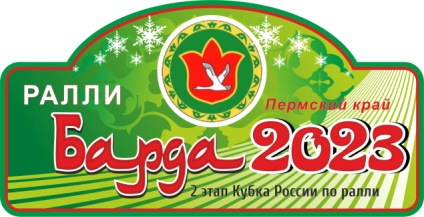 РАЛЛИ
Пермский край
Барда 2023
2 этап Кубка России по ралли